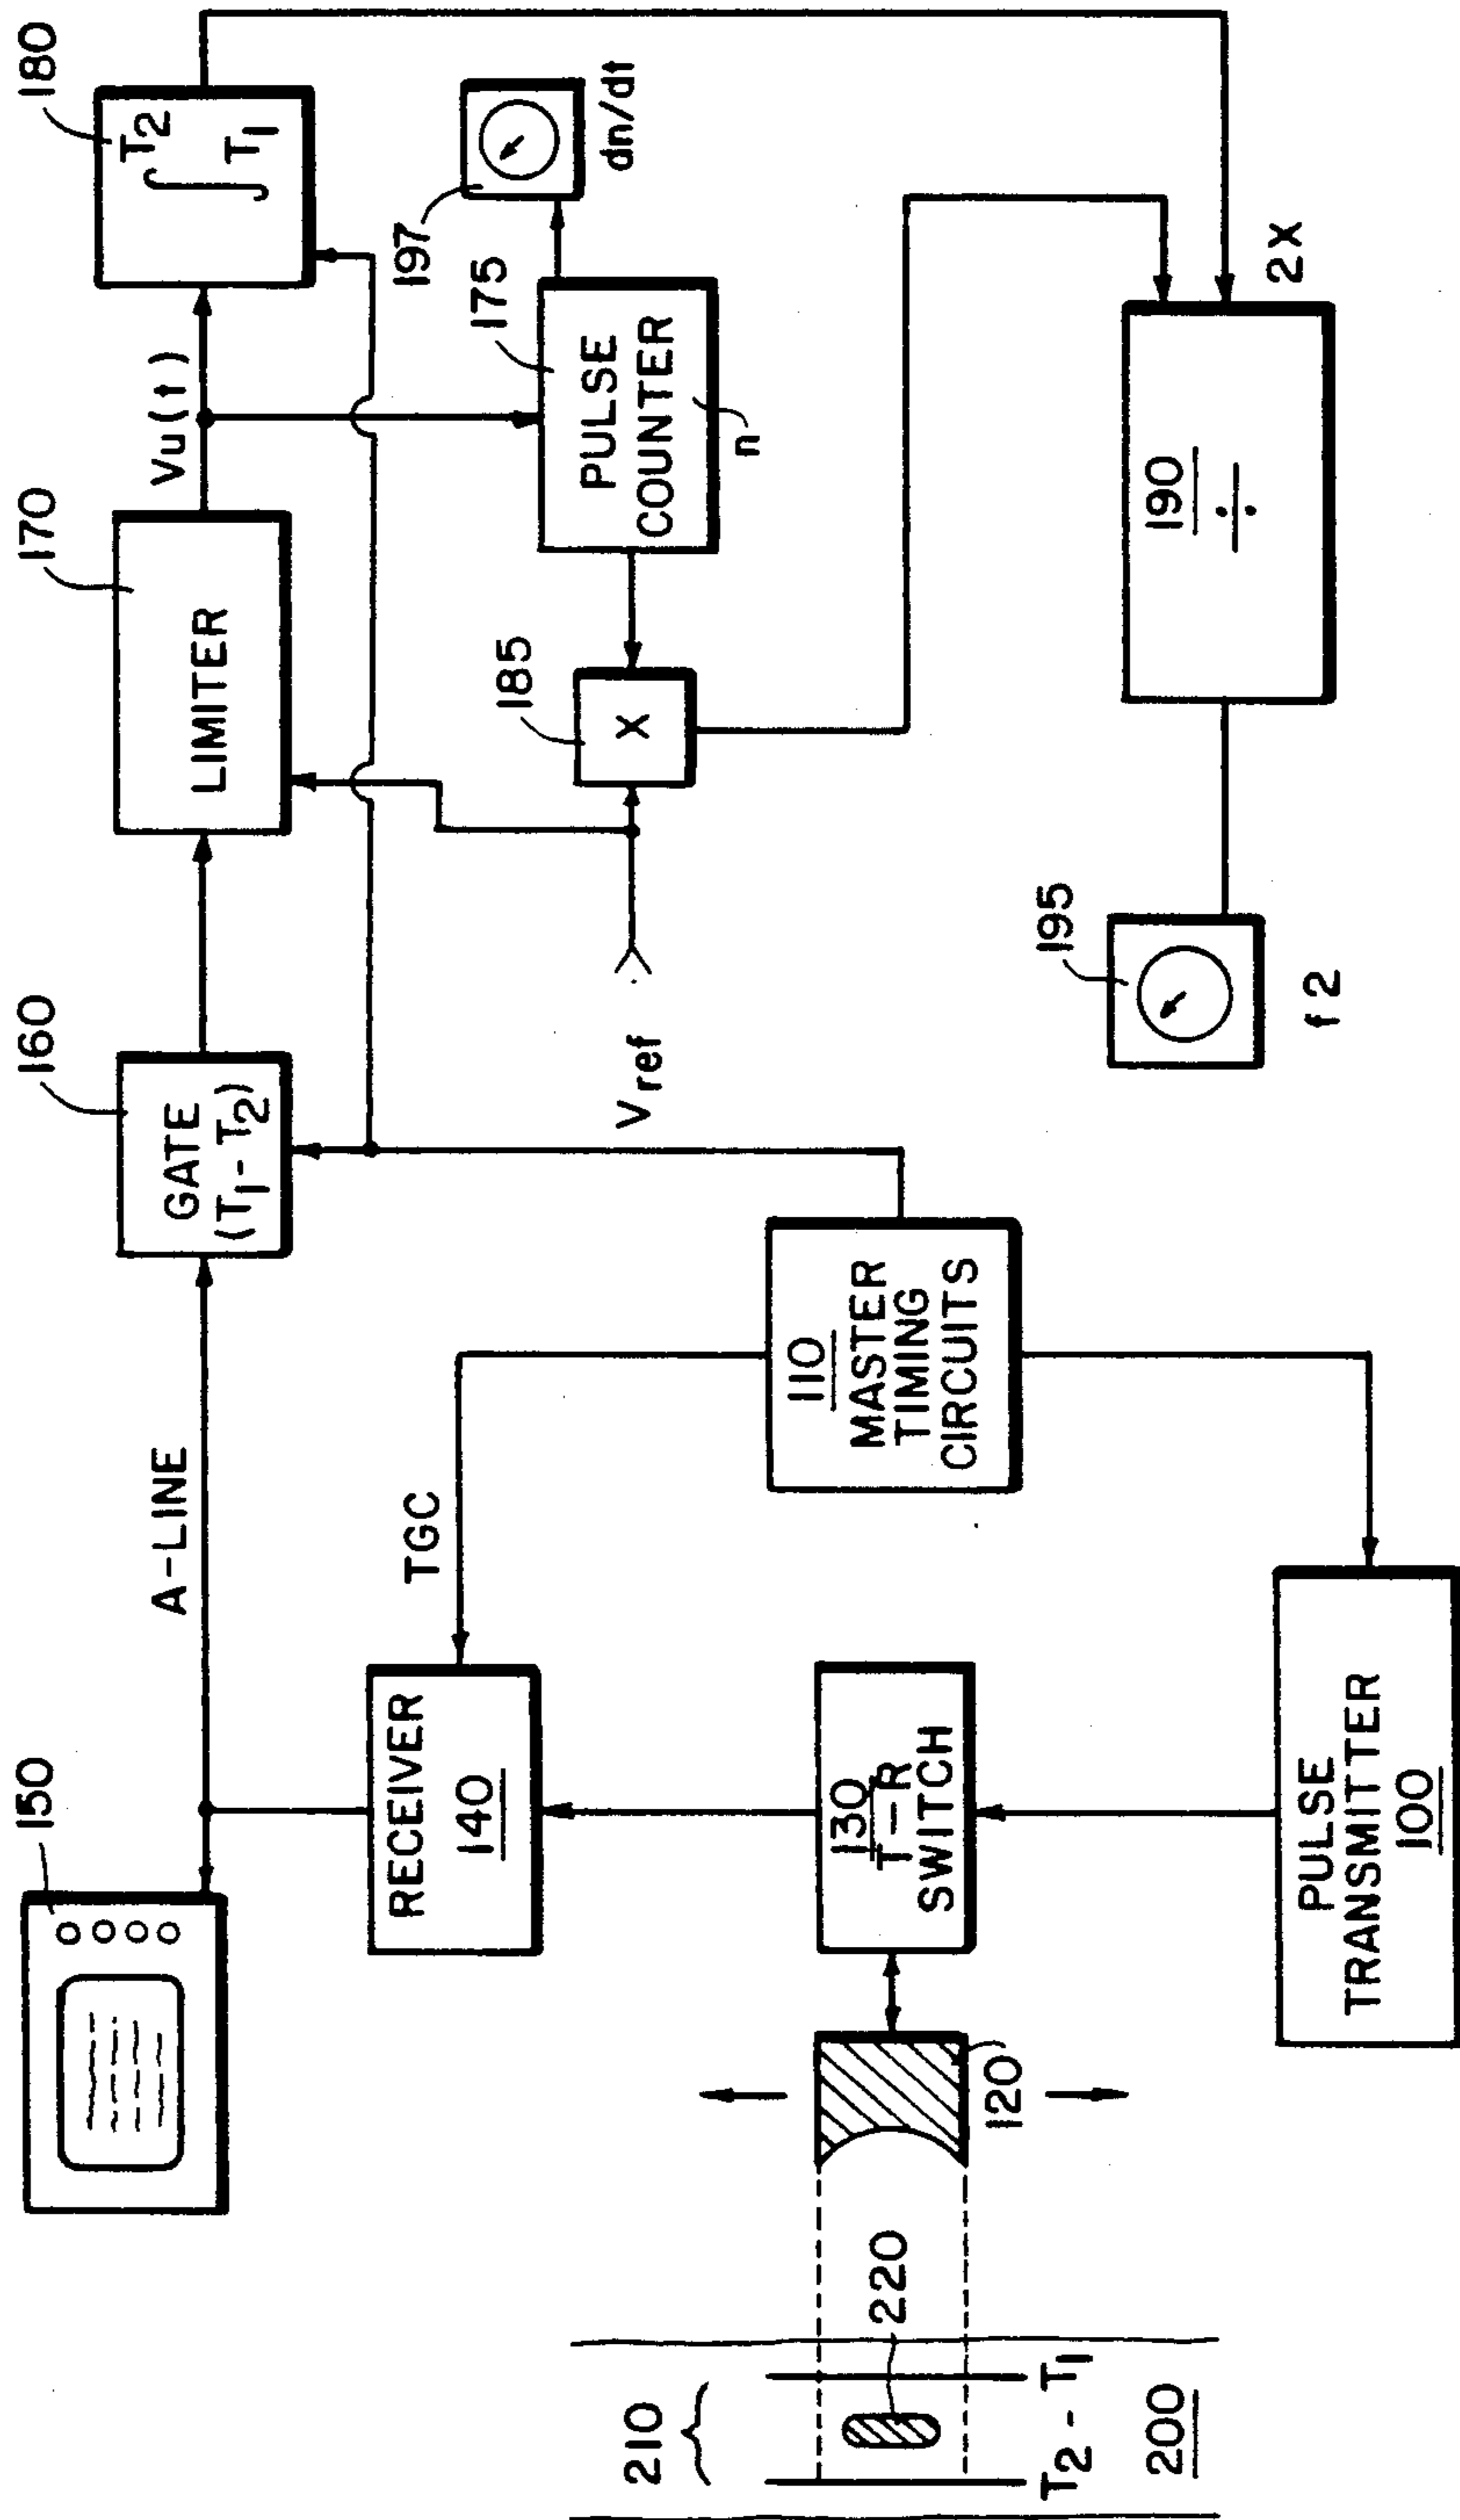 150
A-LINE
160
GATE
(T1-T2)
170
LIMITER
Vu(t)
180
∫
T2
T1
RECEIVER
140
TGC
Vref
185
X
175
PULSE
COUNTER
n
197
dn/dt
210
220
T2 - T1
200
120
130
T-R
SWITCH
110
MASTER
TIMING
CIRCUITS
PULSE
TRANSMITTER
100
195
f2
190
÷
2X